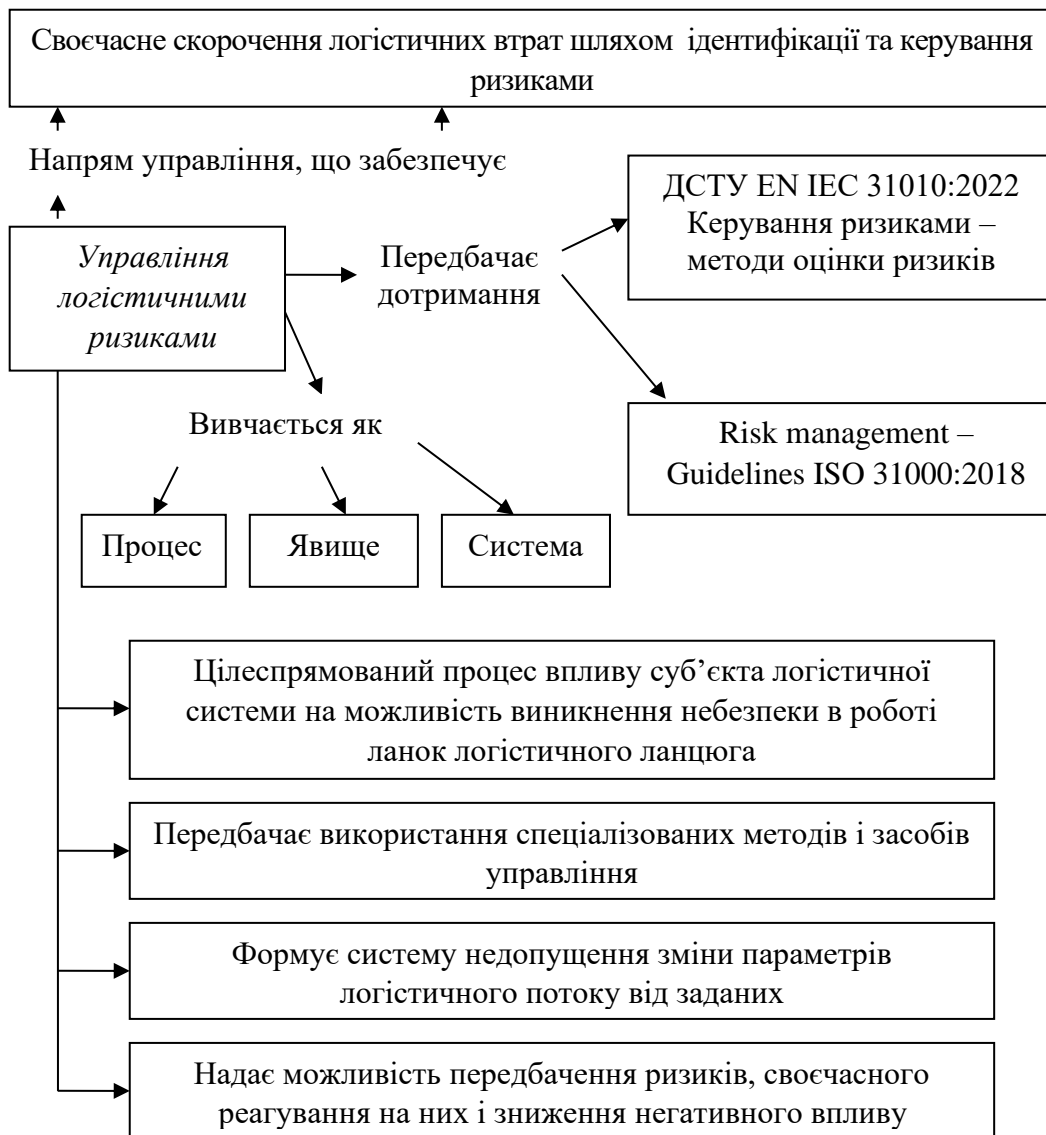 Своєчасне скорочення логістичних втрат шляхом ідентифікації та керування
ризиками
Напрям управління, що забезпечує
ДСТУ EN IEC 31010:2022
Керування ризиками –
методи оцінки ризиків
Управління
логістичними
ризиками
Передбачає
дотримання
Вивчається як
Risk management –
Guidelines ISO 31000:2018
Процес
Явище
Система
Цілеспрямований процес впливу суб’єкта логістичної
системи на можливість виникнення небезпеки в роботі
ланок логістичного ланцюга
Передбачає використання спеціалізованих методів і засобів
управління
Формує систему недопущення зміни параметрів
логістичного потоку від заданих
Надає можливість передбачення ризиків, своєчасного
реагування на них і зниження негативного впливу